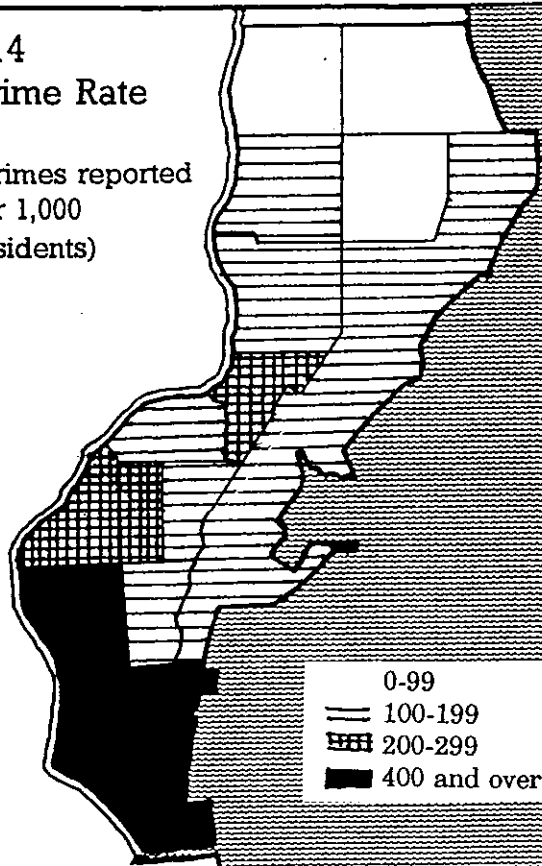 .4
ime Rate
rimes reported
r 1,000
sidents)
0-99
100-199
200-299
400 and over